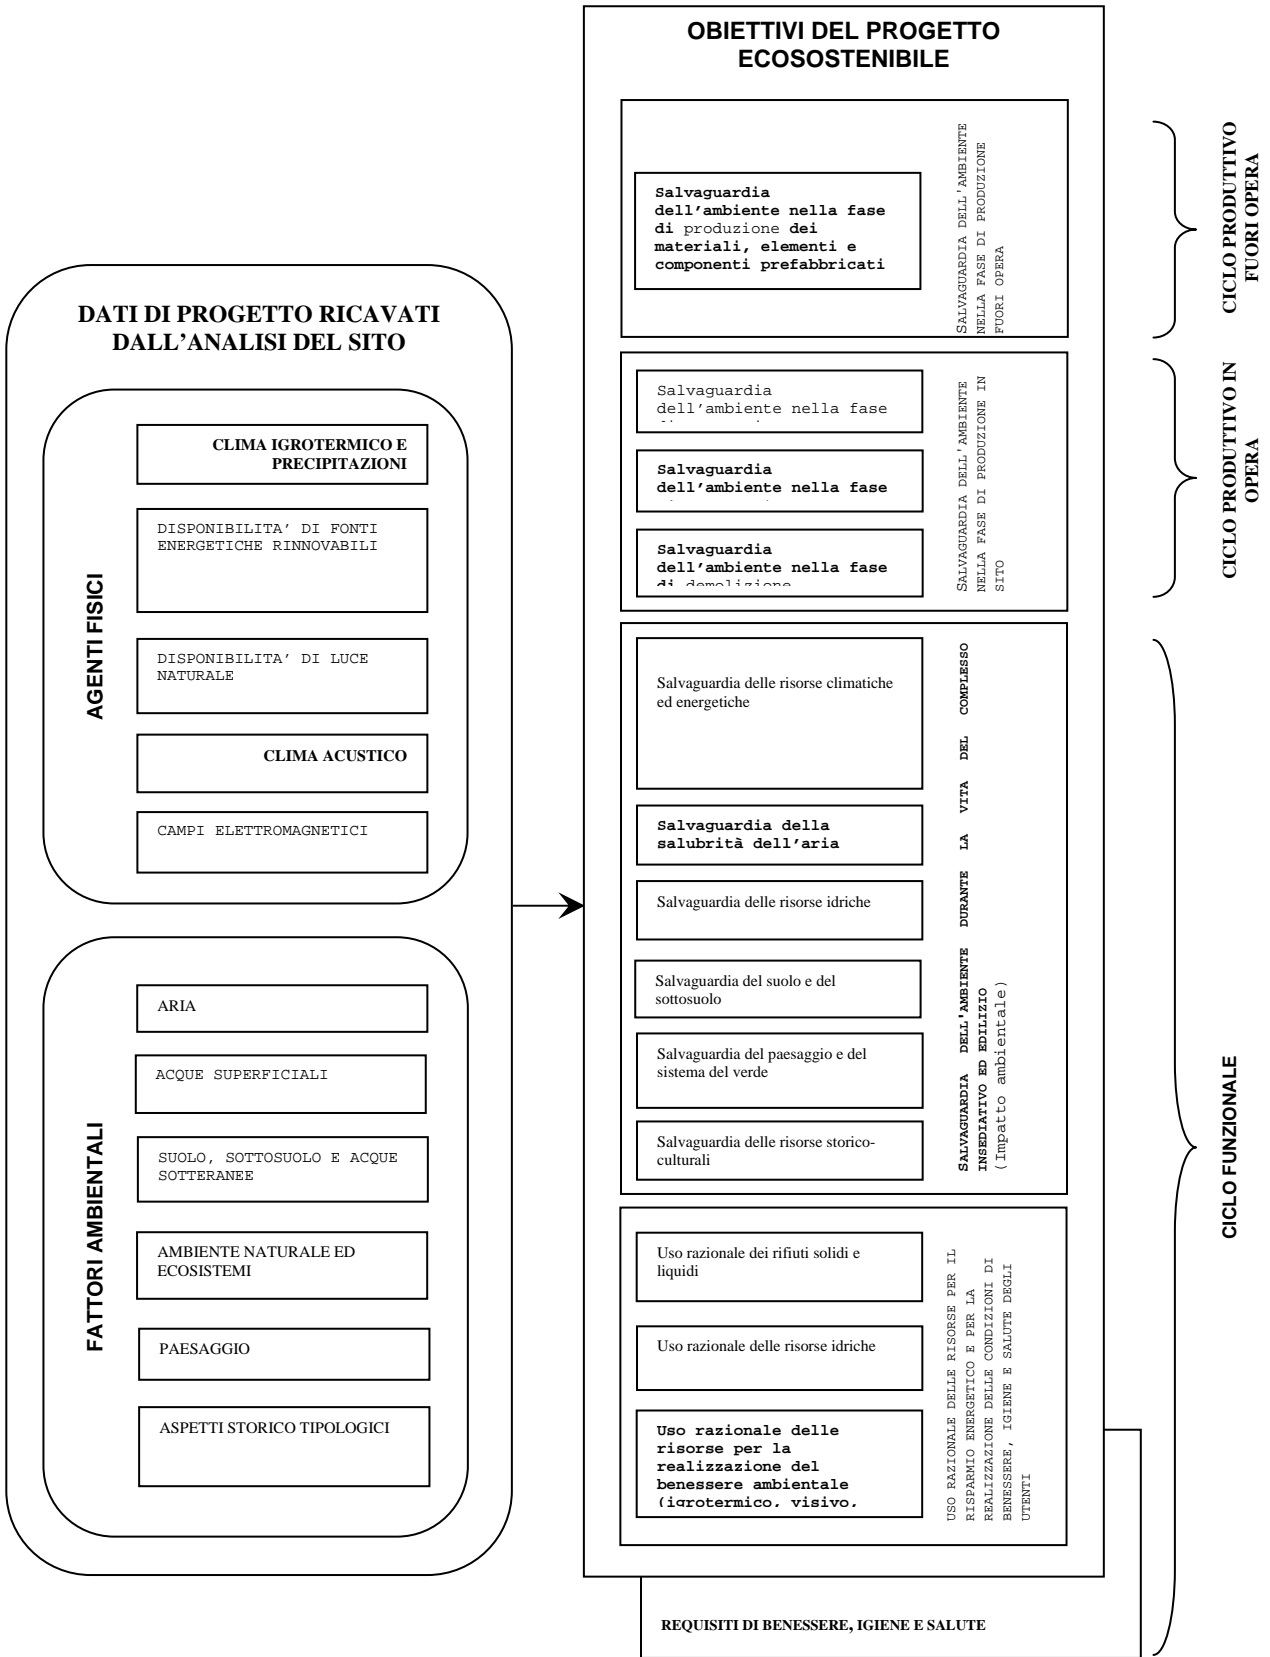 OBIETTIVI DEL PROGETTO
ECOSOSTENIBILE
Salvaguardia
dell'ambiente nella fase
di produzione dei
materiali, elementi e
componenti prefabbricati
SALVAGUARDIA DELL'AMBIENTE
NELLA FASE DI PRODUZIONE
FUORI OPERA
CICLO PRODUTTIVO
FUORI OPERA
Salvaguardia
dell'ambiente nella fase
Salvaguardia
dell'ambiente nella fase
Salvaguardia
dell'ambiente nella fase
di demolizione
SALVAGUARDIA DELL'AMBIENTE
NELLA FASE DI PRODUZIONE IN
SITO
CICLO PRODUTTIVO IN
OPERA
DATI DI PROGETTO RICAVATI
DALL'ANALISI DEL SITO
AGENTI FISICI
CLIMA IGROTERMICO E
PRECIPITAZIONI
DISPONIBILITA' DI FONTI
ENERGETICHE RINNOVABILI
DISPONIBILITA' DI LUCE
NATURALE
CLIMA ACUSTICO
CAMPI ELETTROMAGNETICI
FATTORI AMBIENTALI
ARIA
ACQUE SUPERFICIALI
SUOLO, SOTTOSUOLO E ACQUE
SOTTERANEE
AMBIENTE NATURALE ED
ECOSISTEMI
PAESAGGIO
ASPETTI STORICO TIPOLOGICI
Salvaguardia delle risorse climatiche
ed energetiche
Salvaguardia della
salubrità dell'aria
Salvaguardia delle risorse idriche
Salvaguardia del suolo e del
sottosuolo
Salvaguardia del paesaggio e del
sistema del verde
Salvaguardia delle risorse storico-
culturali
SALVAGUARDIA DELL'AMBIENTE DURANTE LA VITA DEL COMPLESSO
INSEDIATIVO ED EDILIZIO
(Impatto ambientale)
Uso razionale dei rifiuti solidi e
liquidi
Uso razionale delle risorse idriche
Uso razionale delle
risorse per la
realizzazione del
benessere ambientale
(igrotermico, visivo,
USO RAZIONALE DELLE RISORSE PER IL
RISPARMIO ENERGETICO E PER LA
REALIZZAZIONE DELLE CONDIZIONI DI
BENESSERE, IGIENE E SALUTE DEGLI
UTENTI
CICLO FUNZIONALE
REQUISITI DI BENESSERE, IGIENE E SALUTE